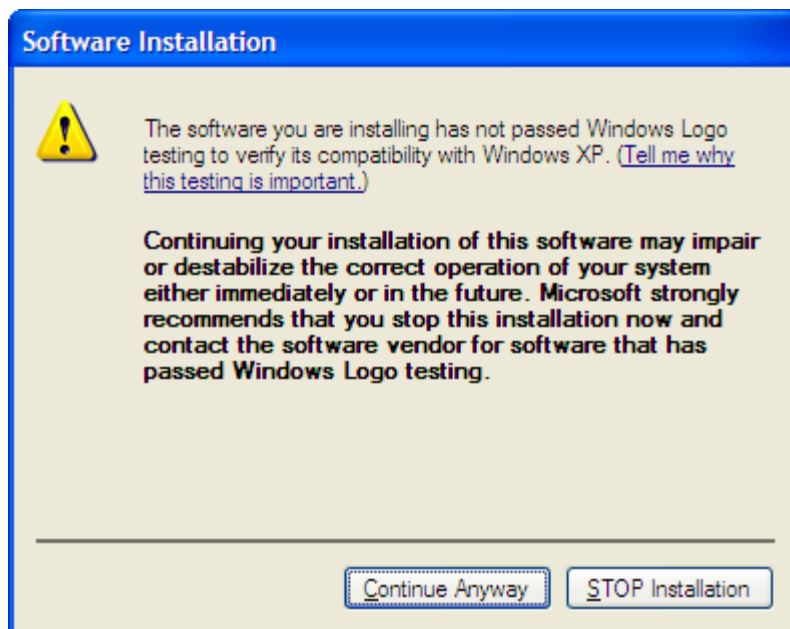 Software Installation
The software you are installing has not passed Windows Logo
testing to verify its compatibility with Windows XP. (Tell me why
this testing is important.)
Continuing your installation of this software may impair
or destabilize the correct operation of your system
either immediately or in the future. Microsoft strongly
recommends that you stop this installation now and
contact the software vendor for software that has
passed Windows Logo testing.
Continue Anyway
STOP Installation